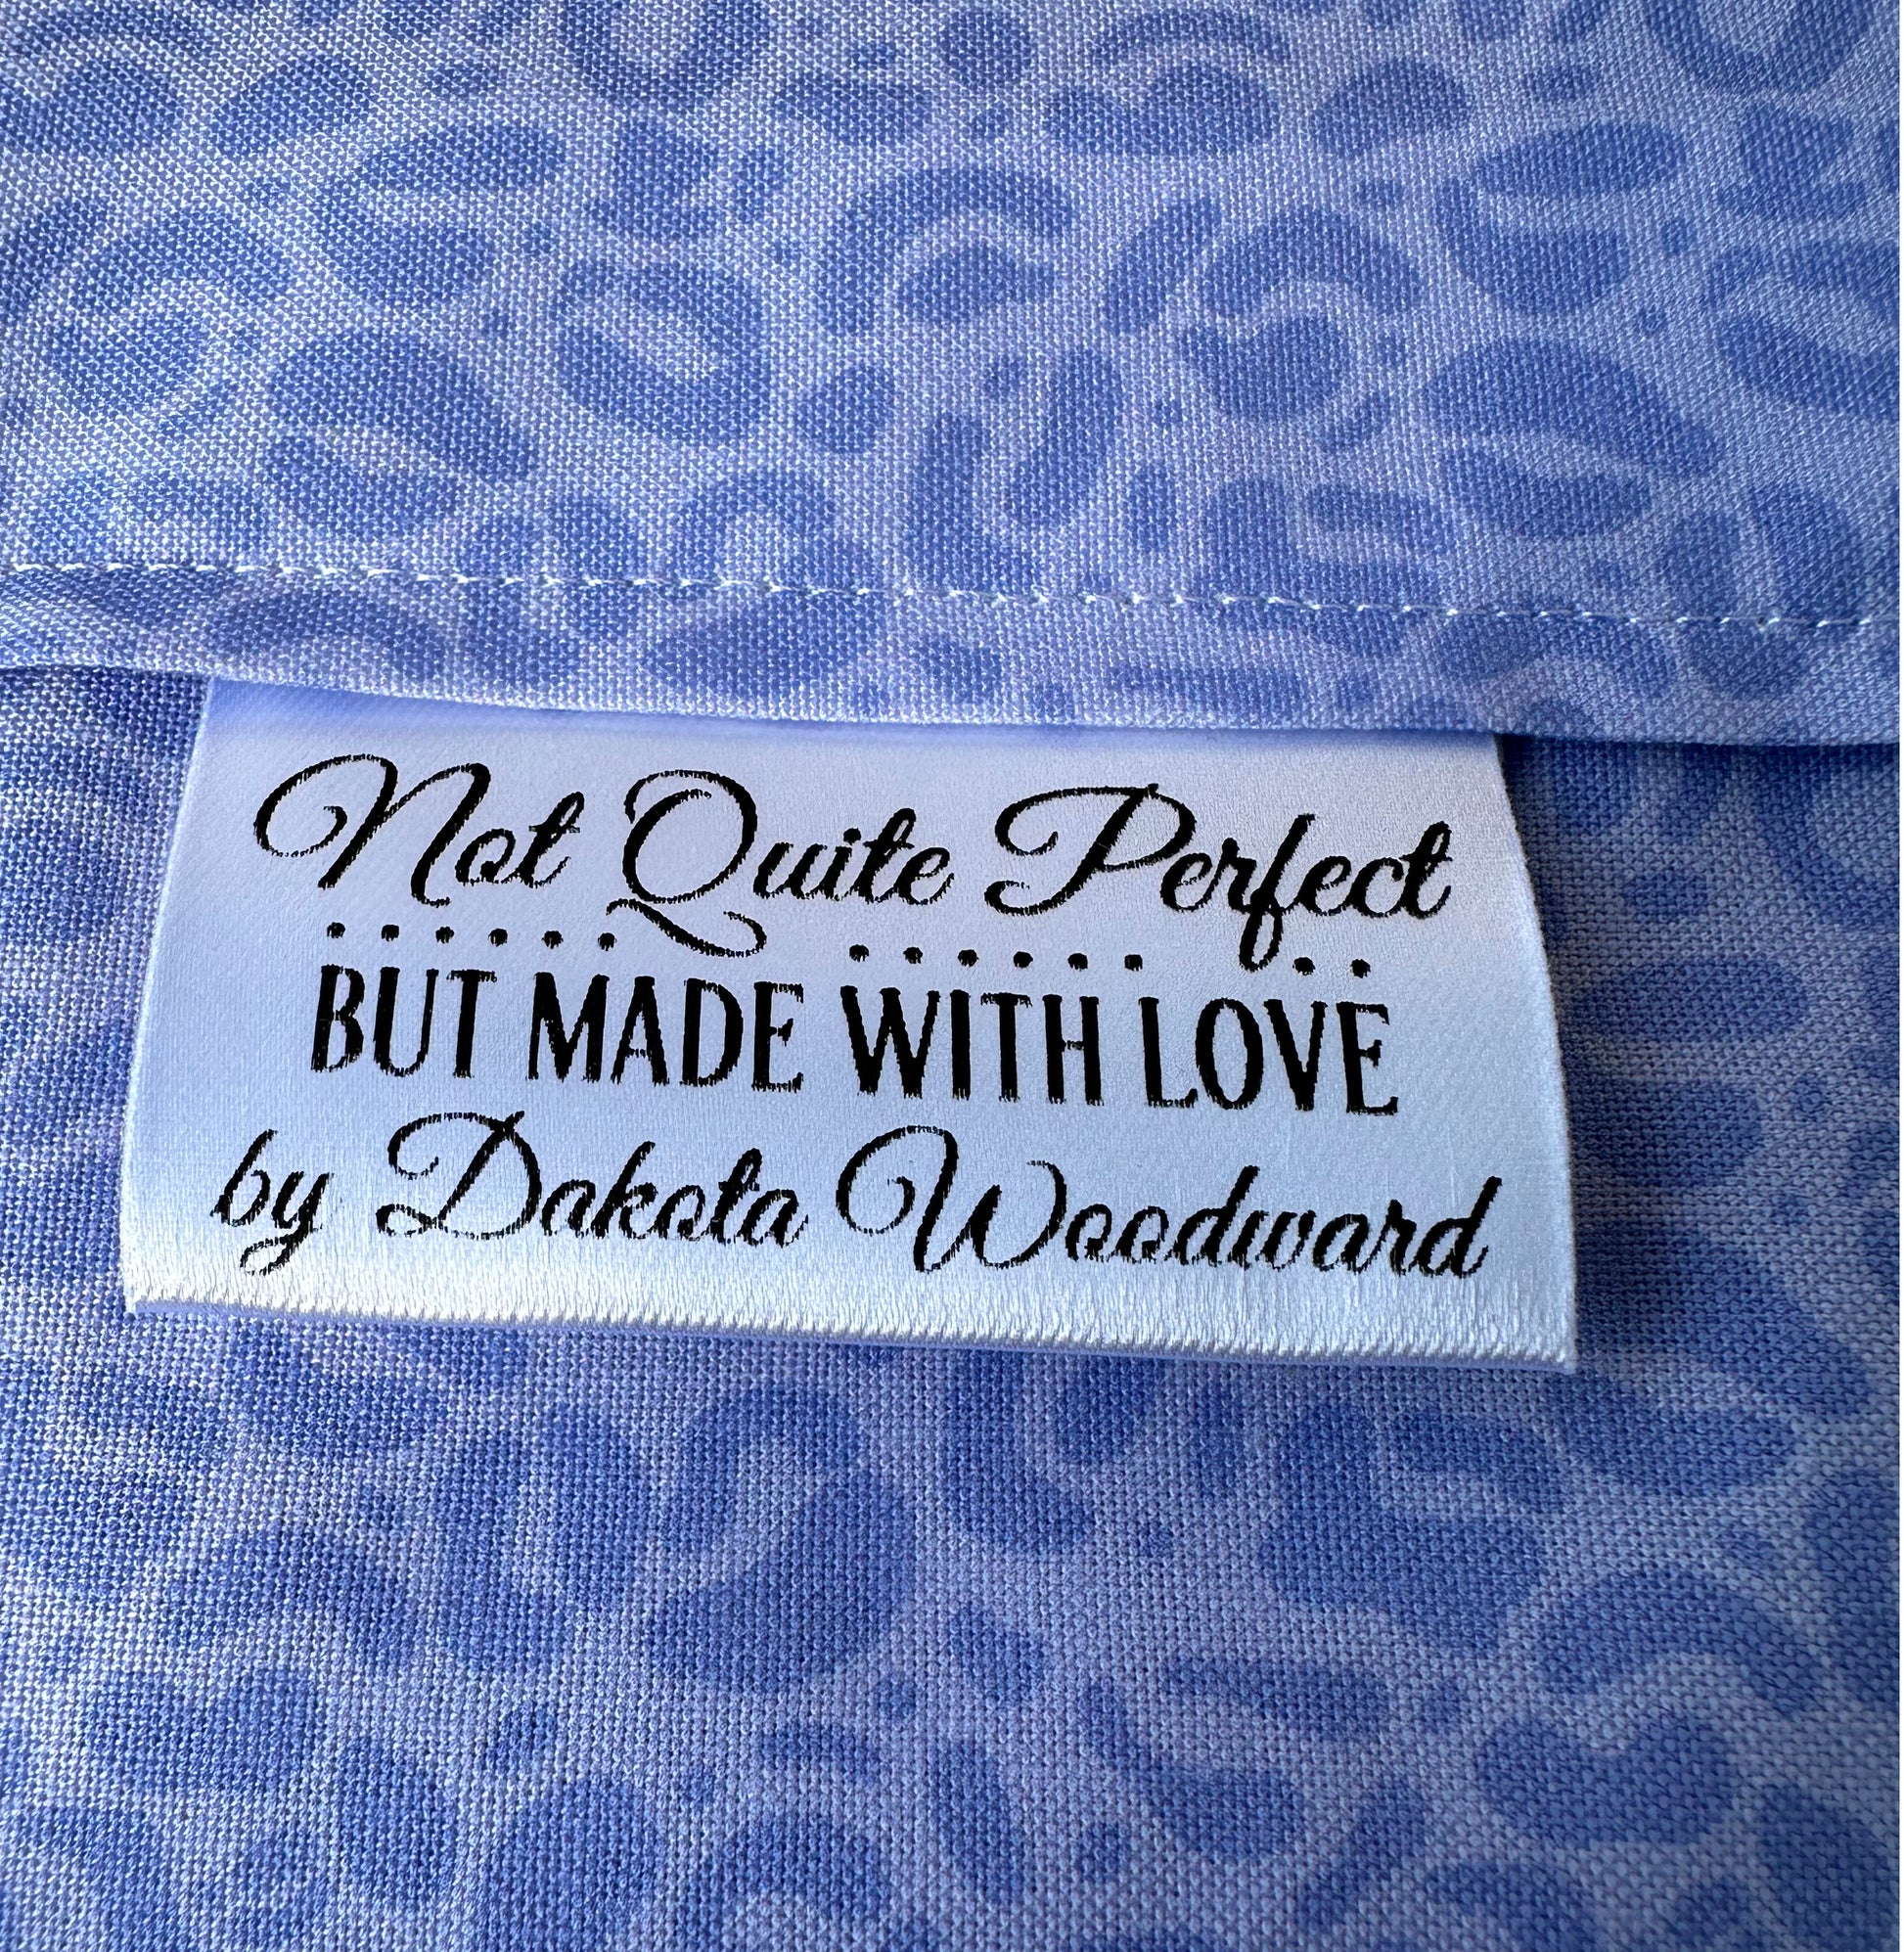 Not Quite Perfect
BUT MADE WITH LOVE
by Dakota Woodward